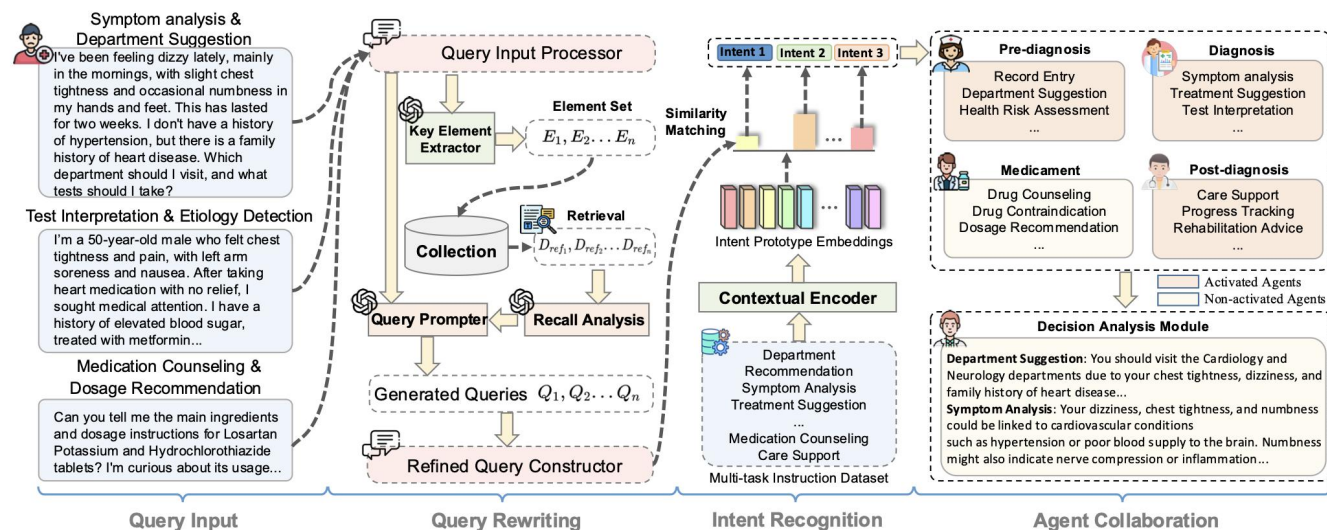 Symptom analysis &
Department Suggestion
I've been feeling dizzy lately, mainly
in the mornings, with slight chest
tightness and occasional numbness in
my hands and feet. This has lasted
for two weeks. I don't have a history
of hypertension, but there is a family
history of heart disease. Which
department should I visit, and what
tests should I take?
Test Interpretation & Etiology Detection
I'm a 50-year-old male who felt chest
tightness and pain, with left arm
soreness and nausea. After taking
heart medication with no relief, I
sought medical attention. I have a
history of elevated blood sugar,
treated with metformin...
Medication Counseling &
Dosage Recommendation
Can you tell me the main ingredients
and dosage instructions for Losartan
Potassium and Hydrochlorothiazide
tablets? I'm curious about its usage...
Query Input
Query Input Processor
Key Element
Extractor
Element Set
E₁, E₂... Eₙ
Collection
Retrieval
D_{ref₁}, D_{ref₂}... D_{refₙ}
Query Prompter
Recall Analysis
Generated Queries Q₁, Q₂... Qₙ
Refined Query Constructor
Query Rewriting
Intent 1
Intent 2
Intent 3
Similarity
Matching
...
...
Intent Prototype Embeddings
Contextual Encoder
Department
Recommendation
Symptom Analysis
Treatment Suggestion
...
Medication Counseling
Care Support
Multi-task Instruction Dataset
Intent Recognition
Pre-diagnosis
Record Entry
Department Suggestion
Health Risk Assessment
...
Diagnosis
Symptom analysis
Treatment Suggestion
Test Interpretation
...
Medicament
Drug Counseling
Drug Contraindication
Dosage Recommendation
...
Post-diagnosis
Care Support
Progress Tracking
Rehabilitation Advice
...
Activated Agents
Non-activated Agents
Decision Analysis Module
Department Suggestion: You should visit the Cardiology and
Neurology departments due to your chest tightness, dizziness, and
family history of heart disease...
Symptom Analysis: Your dizziness, chest tightness, and numbness
could be linked to cardiovascular conditions
such as hypertension or poor blood supply to the brain. Numbness
might also indicate nerve compression or inflammation...
Agent Collaboration